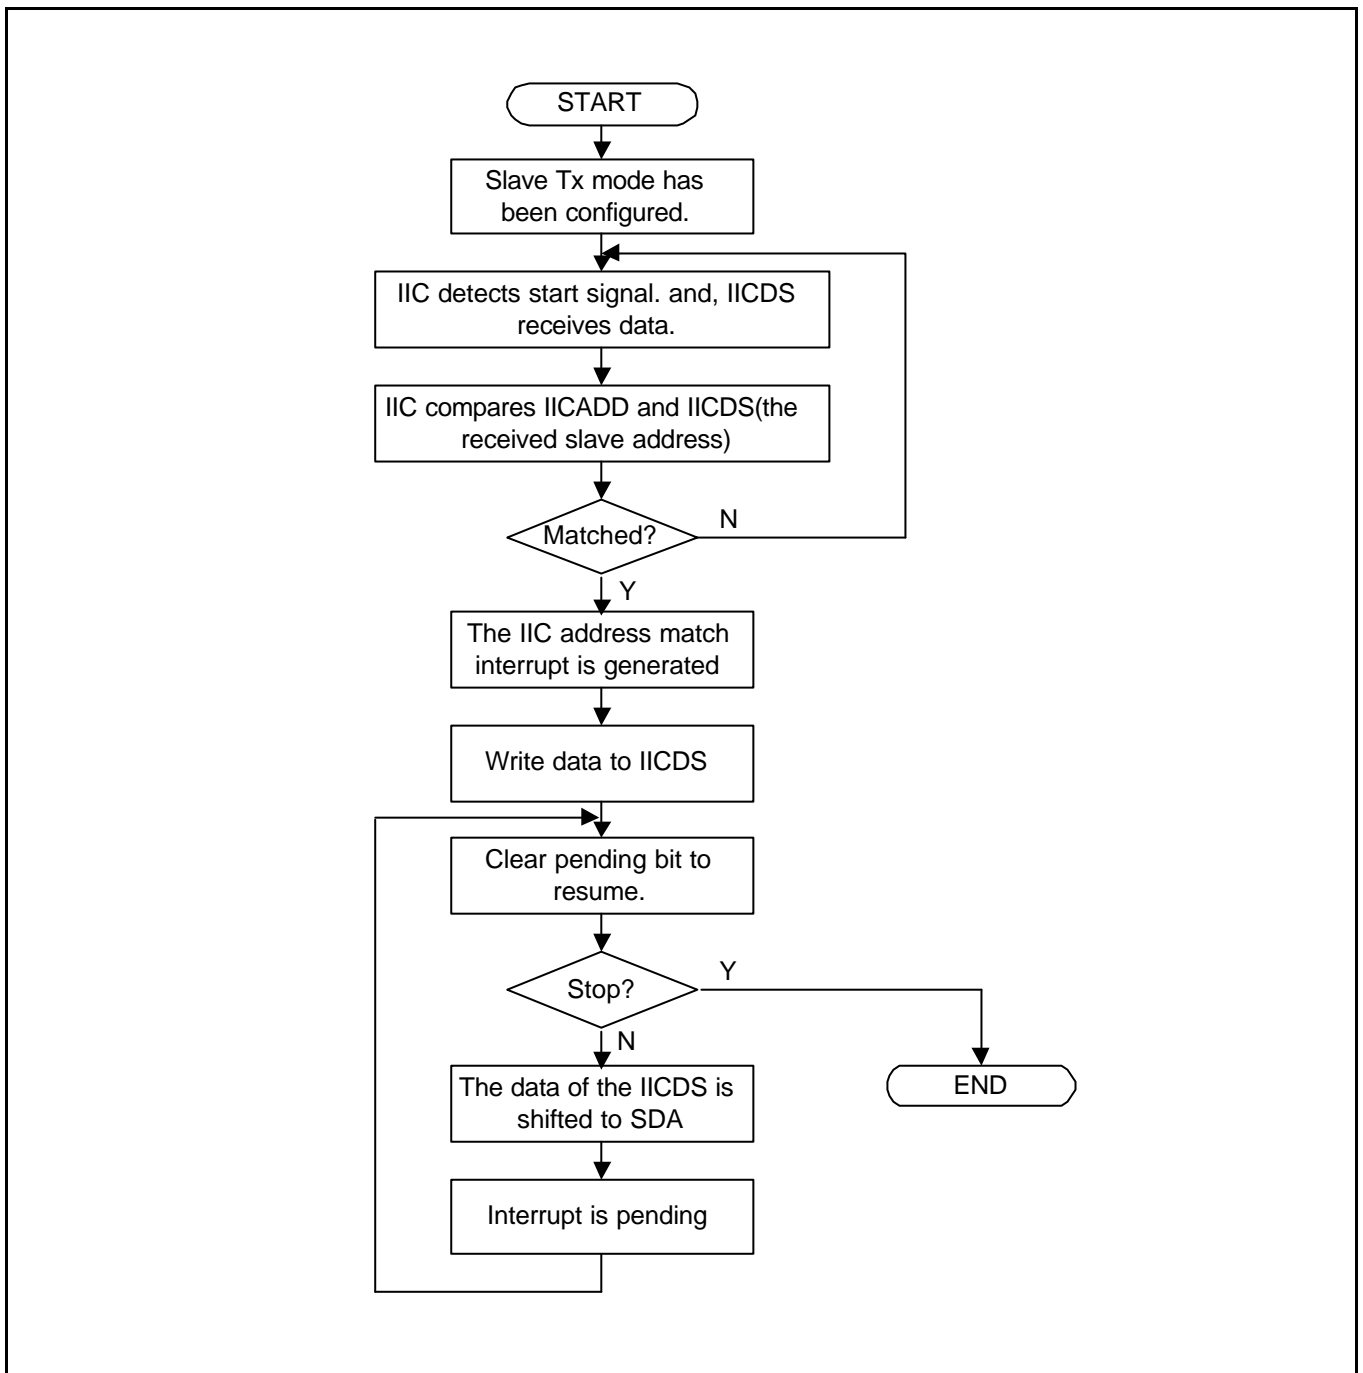 START
Slave Tx mode has
been configured.
IIC detects start signal. and, IICDS
receives data.
IIC compares IICADD and IICDS(the
received slave address)
Matched?
N
Y
The IIC address match
interrupt is generated
Write data to IICDS
Clear pending bit to
resume.
Stop?
Y
N
The data of the IICDS is
shifted to SDA
END
Interrupt is pending